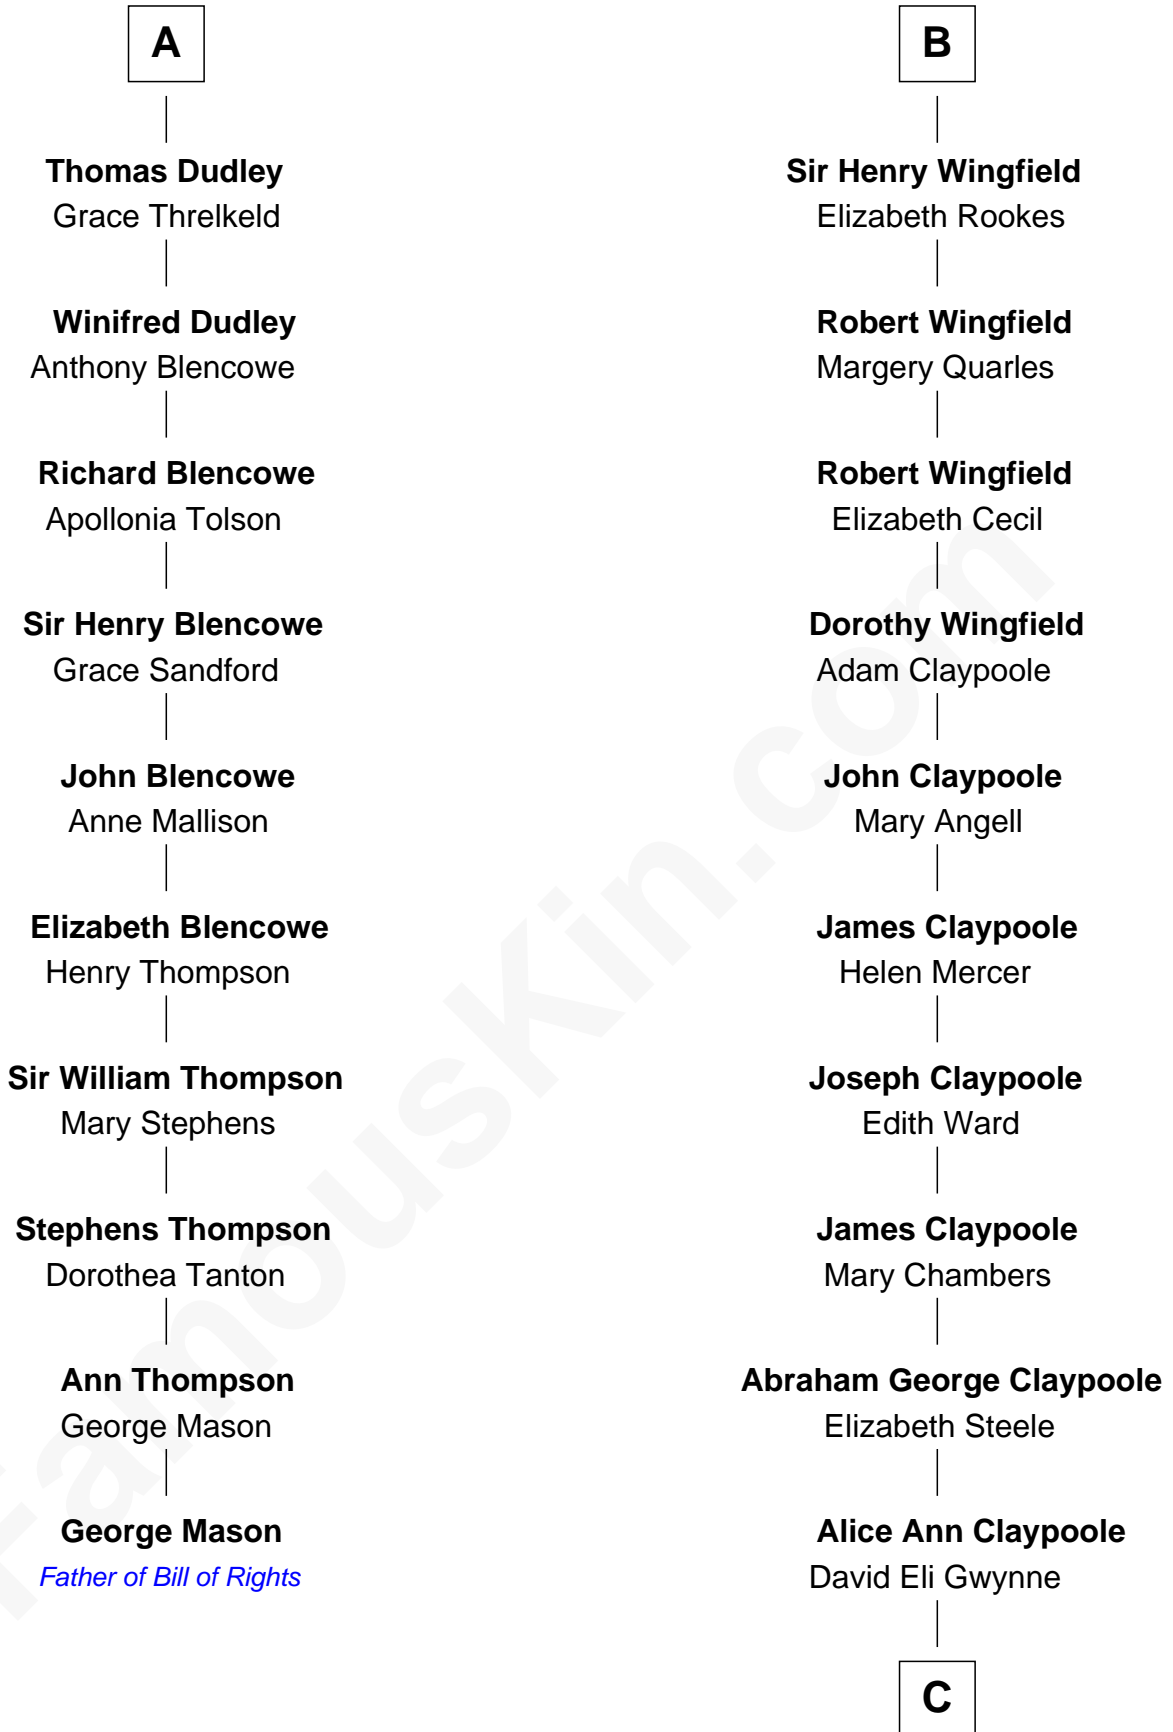 A
Thomas Dudley
Grace Threlkeld
Winifred Dudley
Anthony Blencowe
Richard Blencowe
Apollonia Tolson
Sir Henry Blencowe
Grace Sandford
John Blencowe
Anne Mallison
Elizabeth Blencowe
Henry Thompson
Sir William Thompson
Mary Stephens
Stephens Thompson
Dorothea Tanton
Ann Thompson
George Mason
George Mason
Father of Bill of Rights
B
Sir Henry Wingfield
Elizabeth Rookes
Robert Wingfield
Margery Quarles
Robert Wingfield
Elizabeth Cecil
Dorothy Wingfield
Adam Claypoole
John Claypoole
Mary Angell
James Claypoole
Helen Mercer
Joseph Claypoole
Edith Ward
James Claypoole
Mary Chambers
Abraham George Claypoole
Elizabeth Steele
Alice Ann Claypoole
David Eli Gwynne
C
FamousKin.com